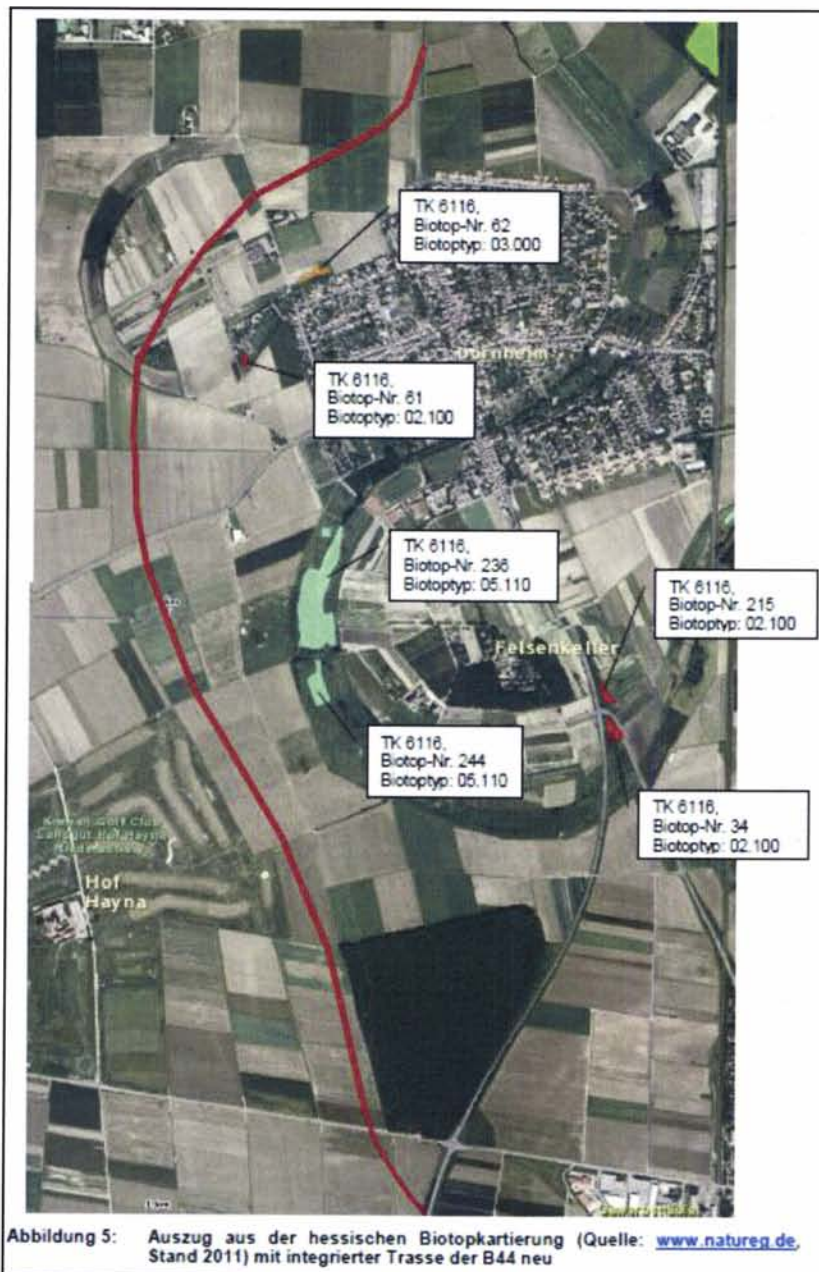 TK 6116,
Biotop-Nr. 62
Biotoptyp: 03.000
Dornheim
TK 6116,
Biotop-Nr. 61
Biotoptyp: 02.100
TK 6116,
Biotop-Nr. 236
Biotoptyp: 05.110
TK 6116,
Biotop-Nr. 215
Biotoptyp: 02.100
Felsenkeller
TK 6116,
Biotop-Nr. 244
Biotoptyp: 05.110
TK 6116,
Biotop-Nr. 34
Biotoptyp: 02.100
Golf Club
Hof
Hayna
Abbildung 5: Auszug aus der hessischen Biotopkartierung (Quelle: www.natureg.de,
Stand 2011) mit integrierter Trasse der B44 neu